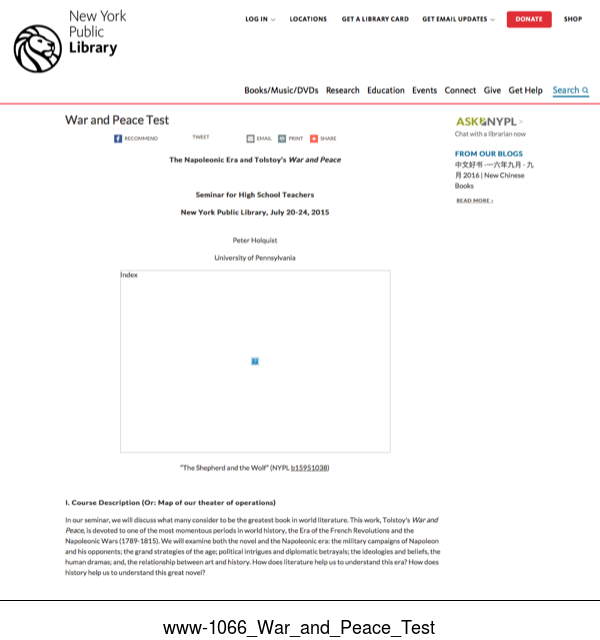 New York
Public
Library
LOG IN
LOCATIONS
GET A LIBRARY CARD
GET EMAIL UPDATES
DONATE
SHOP
Books/Music/DVDs Research Education Events Connect Give Get Help Search
War and Peace Test
RECOMMEND TWEET EMAIL PRINT SHARE
The Napoleonic Era and Tolstoy's War and Peace
Seminar for High School Teachers
New York Public Library, July 20-24, 2015
Peter Holquist
University of Pennsylvania
Index
"The Shepherd and the Wolf" (NYPL b15951038)
I. Course Description (Or: Map of our theater of operations)
In our seminar, we will discuss what many consider to be the greatest book in world literature. This work, Tolstoy's War and
Peace, is devoted to one of the most momentous periods in world history, the Era of the French Revolutions and the
Napoleonic Wars (1789-1815). We will examine both the novel and the Napoleonic era: the military campaigns of Napoleon
and his opponents; the grand strategies of the age; political intrigues and diplomatic betrayals; the ideologies and beliefs, the
human dramas; and, the relationship between art and history. How does literature help us to understand this era? How does
history help us to understand this great novel?
ASK NYPL >
Chat with a librarian now
FROM OUR BLOGS
中文好书 ·一六年九月 · 九
月 2016 | New Chinese
Books
READ MORE ›
www-1066_War_and_Peace_Test